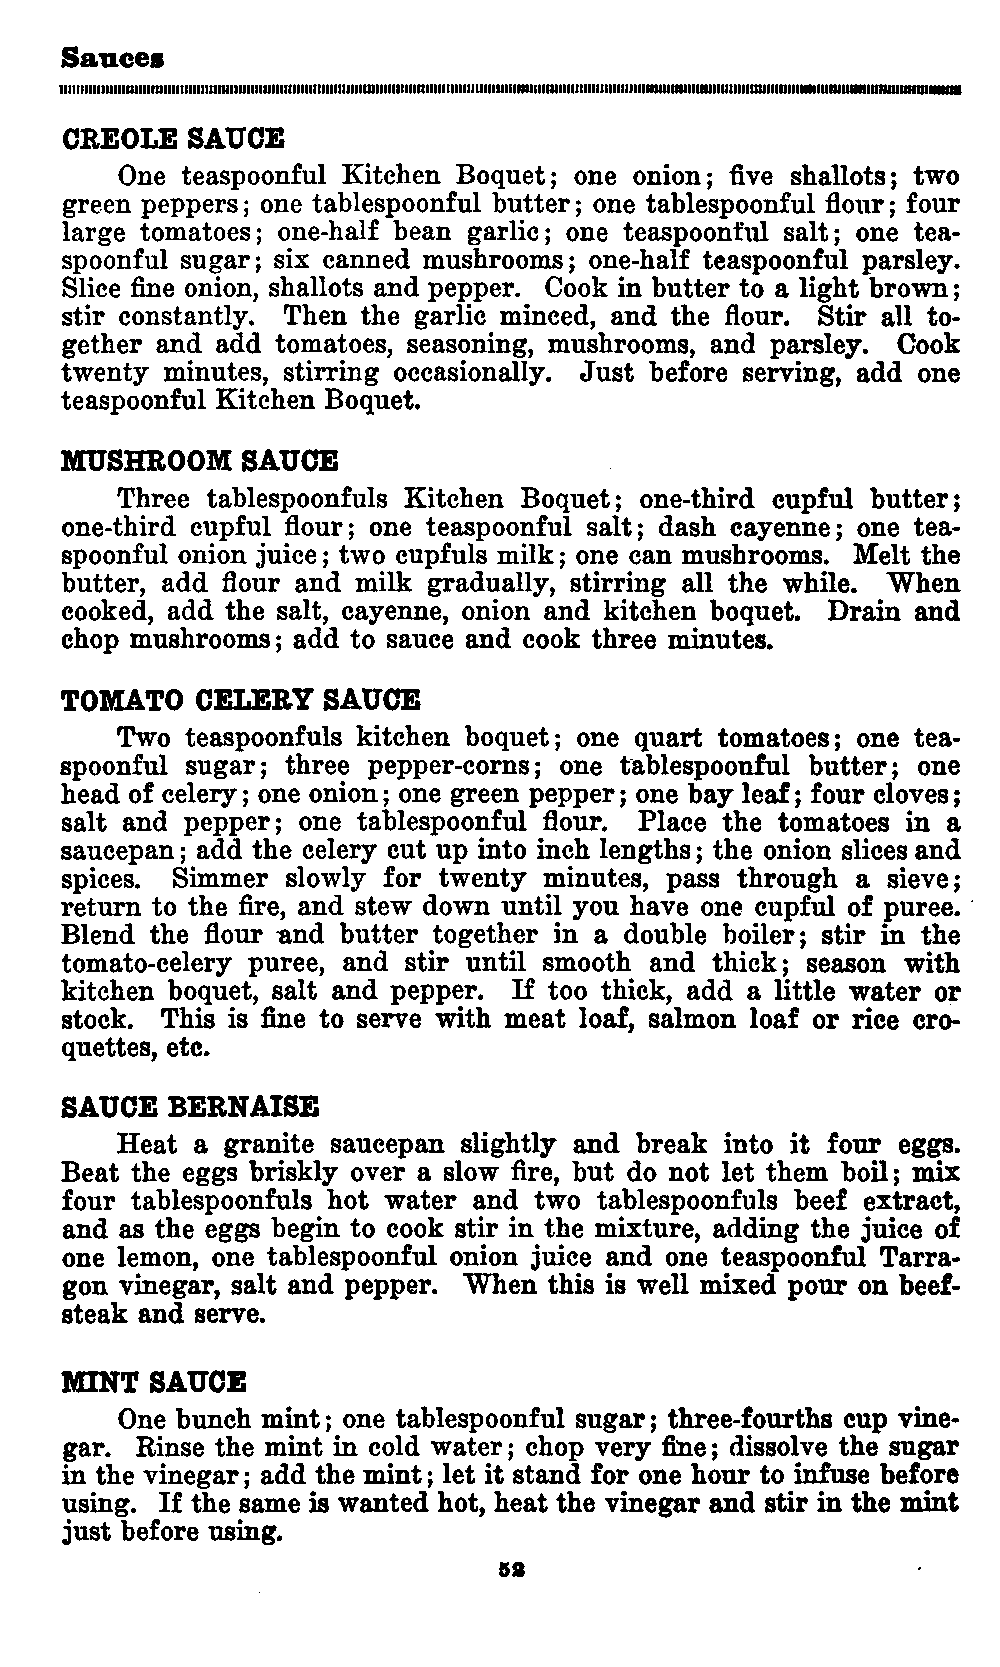 Sauces
CREOLE SAUCE
One teaspoonful Kitchen Boquet; one onion; five shallots; two
green peppers; one tablespoonful butter; one tablespoonful flour; four
large tomatoes; one-half bean garlic; one teaspoonful salt; one tea-
spoonful sugar; six canned mushrooms; one-half teaspoonful parsley.
Slice fine onion, shallots and pepper. Cook in butter to a light brown;
stir constantly. Then the garlic minced, and the flour. Stir all to-
gether and add tomatoes, seasoning, mushrooms, and parsley. Cook
twenty minutes, stirring occasionally. Just before serving, add one
teaspoonful Kitchen Boquet.
MUSHROOM SAUCE
Three tablespoonfuls Kitchen Boquet; one-third cupful butter;
one-third cupful flour; one teaspoonful salt; dash cayenne; one tea-
spoonful onion juice; two cupfuls milk; one can mushrooms. Melt the
butter, add flour and milk gradually, stirring all the while. When
cooked, add the salt, cayenne, onion and kitchen boquet. Drain and
chop mushrooms; add to sauce and cook three minutes.
TOMATO CELERY SAUCE
Two teaspoonfuls kitchen boquet; one quart tomatoes; one tea-
spoonful sugar; three pepper-corns; one tablespoonful butter; one
head of celery; one onion; one green pepper; one bay leaf; four cloves;
salt and pepper; one tablespoonful flour. Place the tomatoes in a
saucepan; add the celery cut up into inch lengths; the onion slices and
spices. Simmer slowly for twenty minutes, pass through a sieve;
return to the fire, and stew down until you have one cupful of puree.
Blend the flour and butter together in a double boiler; stir in the
tomato-celery puree, and stir until smooth and thick; season with
kitchen boquet, salt and pepper. If too thick, add a little water or
stock. This is fine to serve with meat loaf, salmon loaf or rice cro-
quettes, etc.
SAUCE BERNAISE
Heat a granite saucepan slightly and break into it four eggs.
Beat the eggs briskly over a slow fire, but do not let them boil; mix
four tablespoonfuls hot water and two tablespoonfuls beef extract,
and as the eggs begin to cook stir in the mixture, adding the juice of
one lemon, one tablespoonful onion juice and one teaspoonful Tarra-
gon vinegar, salt and pepper. When this is well mixed pour on beef-
steak and serve.
MINT SAUCE
One bunch mint; one tablespoonful sugar; three-fourths cup vine-
gar. Rinse the mint in cold water; chop very fine; dissolve the sugar
in the vinegar; add the mint; let it stand for one hour to infuse before
using. If the same is wanted hot, heat the vinegar and stir in the mint
just before using.
52